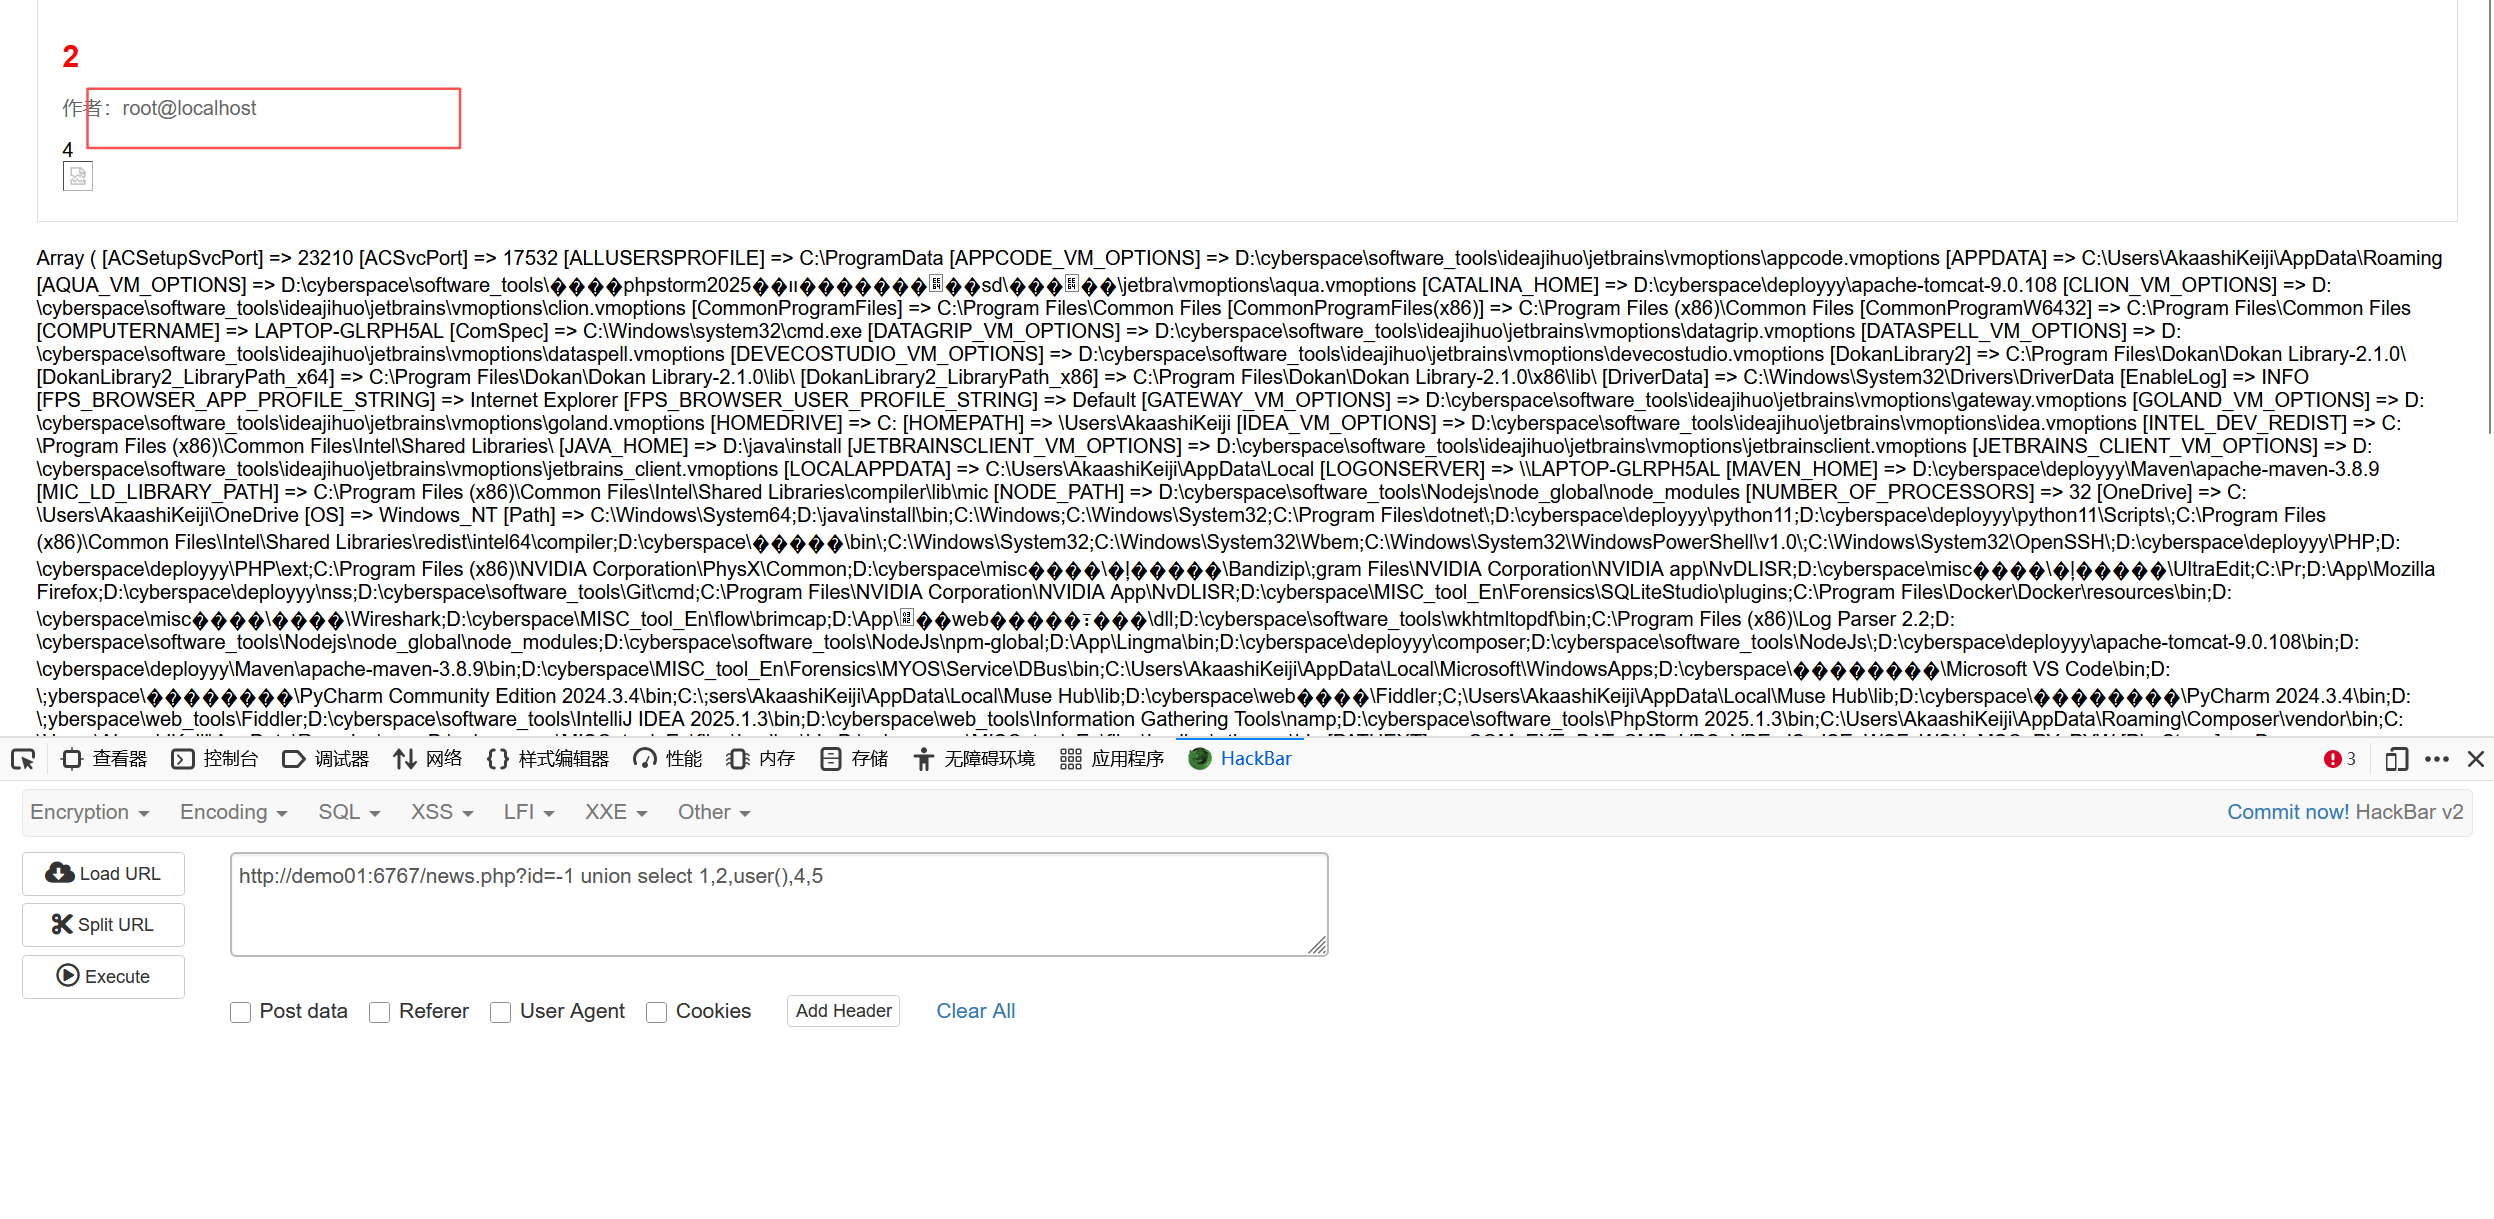 2
作者：root@localhost
4
Array ( [ACSetupSvcPort] => 23210 [ACSvcPort] => 17532 [ALLUSERSPROFILE] => C:\ProgramData [APPCODE_VM_OPTIONS] => D:\cyberspace\software_tools\ideajihuo\jetbrains\vmoptions\appcode.vmoptions [APPDATA] => C:\Users\AkaashiKeiji\AppData\Roaming
[AQUA_VM_OPTIONS] => D:\cyberspace\software_tools\����phpstorm2025��װ�������sd\�����\jetbra\vmoptions\aqua.vmoptions [CATALINA_HOME] => D:\cyberspace\deployyy\apache-tomcat-9.0.108 [CLION_VM_OPTIONS] => D:
\cyberspace\software_tools\ideajihuo\jetbrains\vmoptions\clion.vmoptions [CommonProgramFiles] => C:\Program Files\Common Files [CommonProgramFiles(x86)] => C:\Program Files (x86)\Common Files [CommonProgramW6432] => C:\Program Files\Common Files
[COMPUTERNAME] => LAPTOP-GLRPH5AL [ComSpec] => C:\Windows\system32\cmd.exe [DATAGRIP_VM_OPTIONS] => D:\cyberspace\software_tools\ideajihuo\jetbrains\vmoptions\datagrip.vmoptions [DATASPELL_VM_OPTIONS] => D:
\cyberspace\software_tools\ideajihuo\jetbrains\vmoptions\dataspell.vmoptions [DEVECOSTUDIO_VM_OPTIONS] => D:\cyberspace\software_tools\ideajihuo\jetbrains\vmoptions\devecostudio.vmoptions [DokanLibrary2] => C:\Program Files\Dokan\Dokan Library-2.1.0\
[DokanLibrary2_LibraryPath_x64] => C:\Program Files\Dokan\Dokan Library-2.1.0\lib\ [DokanLibrary2_LibraryPath_x86] => C:\Program Files\Dokan\Dokan Library-2.1.0\x86\lib\ [DriverData] => C:\Windows\System32\Drivers\DriverData [EnableLog] => INFO
[FPS_BROWSER_APP_PROFILE_STRING] => Internet Explorer [FPS_BROWSER_USER_PROFILE_STRING] => Default [GATEWAY_VM_OPTIONS] => D:\cyberspace\software_tools\ideajihuo\jetbrains\vmoptions\gateway.vmoptions [GOLAND_VM_OPTIONS] => D:
\cyberspace\software_tools\ideajihuo\jetbrains\vmoptions\goland.vmoptions [HOMEDRIVE] => C: [HOMEPATH] => \Users\AkaashiKeiji [IDEA_VM_OPTIONS] => D:\cyberspace\software_tools\ideajihuo\jetbrains\vmoptions\idea.vmoptions [INTEL_DEV_REDIST] => C:
\Program Files (x86)\Common Files\Intel\Shared Libraries\ [JAVA_HOME] => D:\java\install [JETBRAINSCLIENT_VM_OPTIONS] => D:\cyberspace\software_tools\ideajihuo\jetbrains\vmoptions\jetbrainsclient.vmoptions [JETBRAINS_CLIENT_VM_OPTIONS] => D:
\cyberspace\software_tools\ideajihuo\jetbrains\vmoptions\jetbrains_client.vmoptions [LOCALAPPDATA] => C:\Users\AkaashiKeiji\AppData\Local [LOGONSERVER] => \\LAPTOP-GLRPH5AL [MAVEN_HOME] => D:\cyberspace\deployyy\Maven\apache-maven-3.8.9
[MIC_LD_LIBRARY_PATH] => C:\Program Files (x86)\Common Files\Intel\Shared Libraries\compiler\lib\mic [NODE_PATH] => D:\cyberspace\software_tools\Nodejs\node_global\node_modules [NUMBER_OF_PROCESSORS] => 32 [OneDrive] => C:
\Users\AkaashiKeiji\OneDrive [OS] => Windows_NT [Path] => C:\Windows\System64;D:\java\install\bin;C:\Windows;C:\Windows\System32;C:\Program Files\dotnet\;D:\cyberspace\deployyy\python11;D:\cyberspace\deployyy\python11\Scripts\;C:\Program Files
(x86)\Common Files\Intel\Shared Libraries\redist\intel64\compiler;D:\cyberspace\�����\bin\;C:\Windows\System32;C:\Windows\System32\Wbem;C:\Windows\System32\WindowsPowerShell\v1.0\;C:\Windows\System32\OpenSSH\;D:\cyberspace\deployyy\PHP;D:
\cyberspace\deployyy\PHP\ext;C:\Program Files (x86)\NVIDIA Corporation\PhysX\Common;D:\cyberspace\misc����\�ļ�����\Bandizip\;gram Files\NVIDIA Corporation\NVIDIA app\NvDLISR;D:\cyberspace\misc����\�ļ�����\UltraEdit;C:\Pr;D:\App\Mozilla
Firefox;D:\cyberspace\deployyy\nss;D:\cyberspace\software_tools\Git\cmd;C:\Program Files\NVIDIA Corporation\NVIDIA App\NvDLISR;D:\cyberspace\MISC_tool_En\Forensics\SQLiteStudio\plugins;C:\Program Files\Docker\Docker\resources\bin;D:
\cyberspace\misc����\����\Wireshark;D:\cyberspace\MISC_tool_En\flow\brimcap;D:\App\��web�����⹤���\dll;D:\cyberspace\software_tools\wkhtmltopdf\bin;C:\Program Files (x86)\Log Parser 2.2;D:
\cyberspace\software_tools\Nodejs\node_global\node_modules;D:\cyberspace\software_tools\NodeJs\npm-global;D:\App\Lingma\bin;D:\cyberspace\deployyy\composer;D:\cyberspace\software_tools\NodeJs\;D:\cyberspace\deployyy\apache-tomcat-9.0.108\bin;D:
\cyberspace\deployyy\Maven\apache-maven-3.8.9\bin;D:\cyberspace\MISC_tool_En\Forensics\MYOS\Service\DBus\bin;C:\Users\AkaashiKeiji\AppData\Local\Microsoft\WindowsApps;D:\cyberspace\��������\Microsoft VS Code\bin;D:
\;yberspace\��������\PyCharm Community Edition 2024.3.4\bin;C:\;sers\AkaashiKeiji\AppData\Local\Muse Hub\lib;D:\cyberspace\web����\Fiddler;C,\Users\AkaashiKeiji\AppData\Local\Muse Hub\lib;D:\cyberspace\��������\PyCharm 2024.3.4\bin;D:
\;yberspace\web_tools\Fiddler;D:\cyberspace\software_tools\IntelliJ IDEA 2025.1.3\bin;D:\cyberspace\web_tools\Information Gathering Tools\namp;D:\cyberspace\software_tools\PhpStorm 2025.1.3\bin;C:\Users\AkaashiKeiji\AppData\Roaming\Composer\vendor\bin;C:
查看器 控制台 调试器 网络 样式编辑器 性能 内存 存储 无障碍环境 应用程序 HackBar 3
Encryption Encoding SQL XSS LFI XXE Other Commit now! HackBar v2
Load URL
http://demo01:6767/news.php?id=-1 union select 1,2,user(),4,5
Split URL
Execute
Post data Referer User Agent Cookies Add Header Clear All